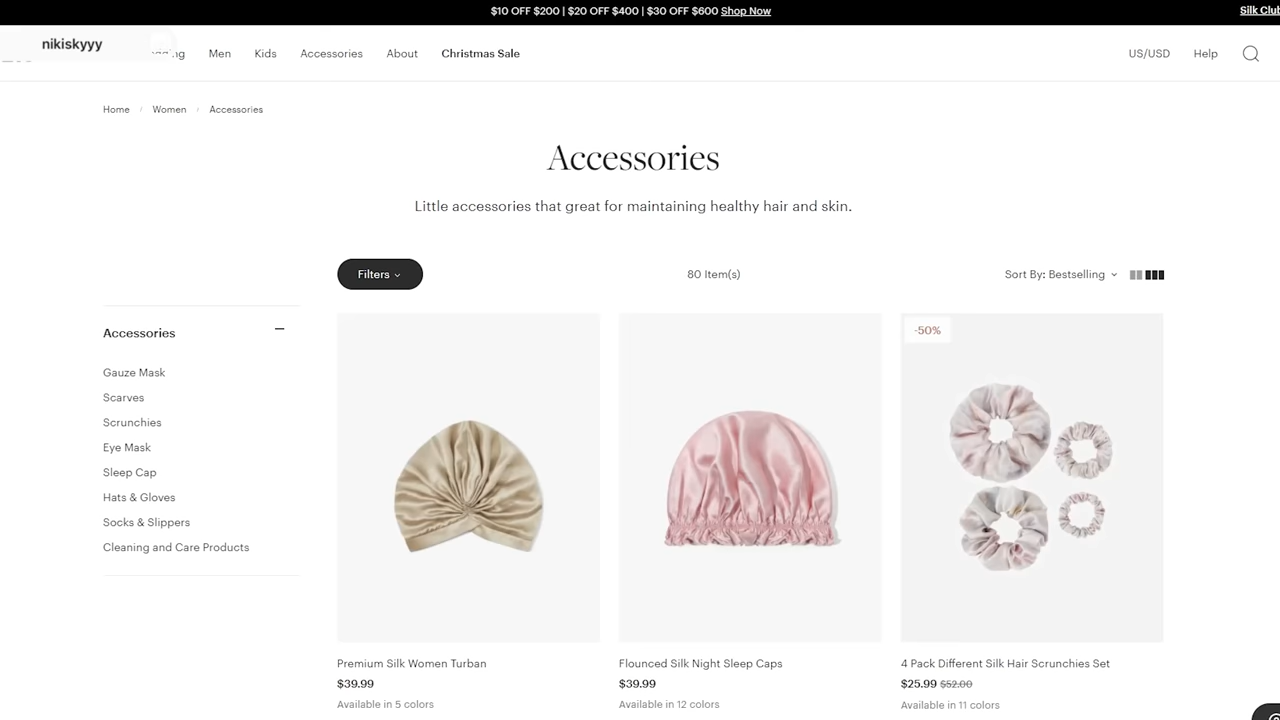 $10 OFF $200 | $20 OFF $400 | $30 OFF $600 Shop Now
Silk Club
nikiskyyy
Men Kids Accessories About Christmas Sale US/USD Help
Home / Women / Accessories
Accessories
Little accessories that great for maintaining healthy hair and skin.
Filters
80 Item(s)
Sort By: Bestselling
Accessories
Gauze Mask
Scarves
Scrunchies
Eye Mask
Sleep Cap
Hats & Gloves
Socks & Slippers
Cleaning and Care Products
-50%
Premium Silk Women Turban
$39.99
Available in 5 colors
Flounced Silk Night Sleep Caps
$39.99
Available in 12 colors
4 Pack Different Silk Hair Scrunchies Set
$25.99 $52.00
Available in 11 colors